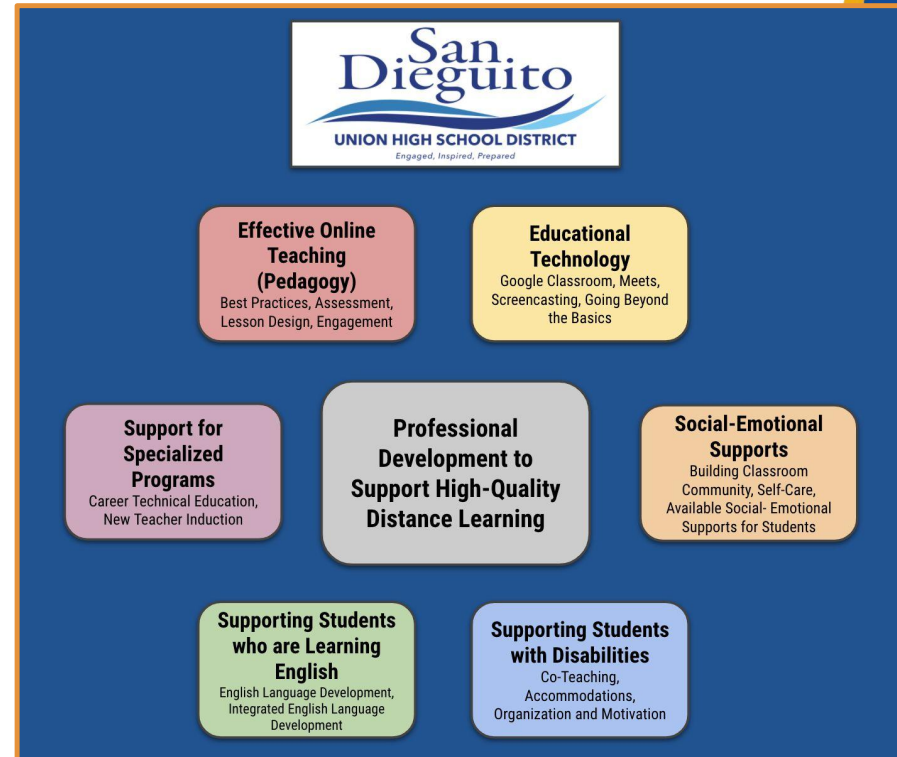 San
Dieguito
UNION HIGH SCHOOL DISTRICT
Engaged, Inspired, Prepared
Effective Online
Teaching
(Pedagogy)
Best Practices, Assessment,
Lesson Design, Engagement
Educational
Technology
Google Classroom, Meets,
Screencasting, Going Beyond
the Basics
Support for
Specialized
Programs
Career Technical Education,
New Teacher Induction
Professional
Development to
Support High-Quality
Distance Learning
Social-Emotional
Supports
Building Classroom
Community, Self-Care,
Available Social- Emotional
Supports for Students
Supporting Students
who are Learning
English
English Language Development,
Integrated English Language
Development
Supporting Students
with Disabilities
Co-Teaching,
Accommodations,
Organization and Motivation